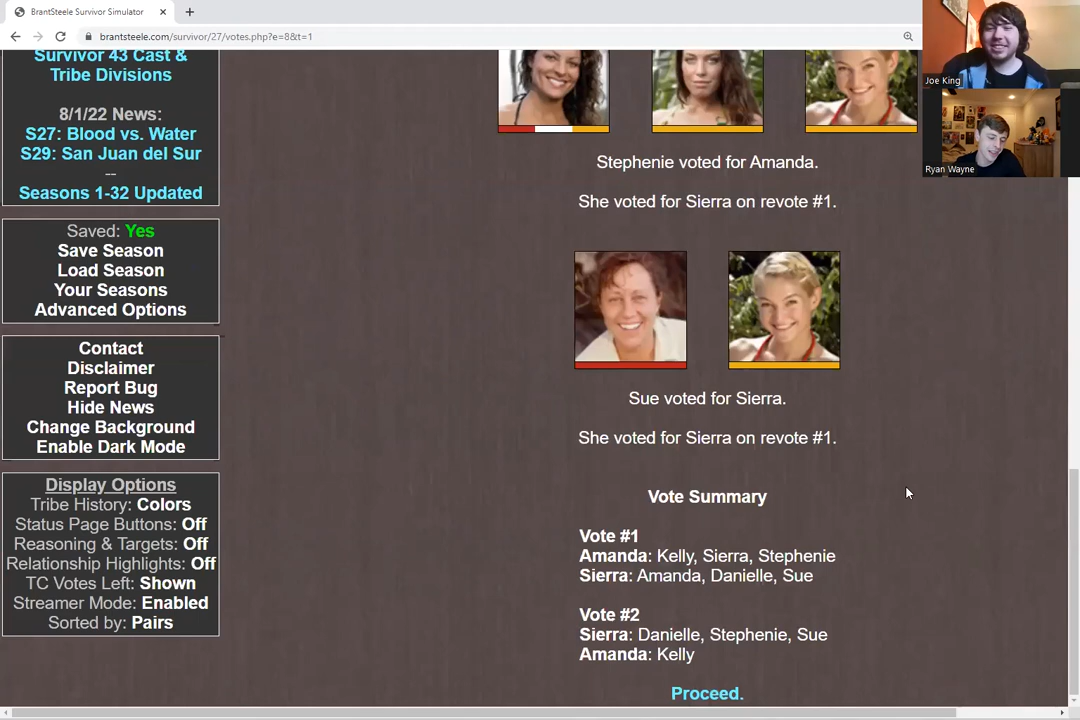 BrantSteele Survivor Simulator
brantsteele.com/survivor/27/votes.php?e=8&t=1
Joe King
Ryan Wayne
Survivor 43 Cast &
Tribe Divisions
8/1/22 News:
S27: Blood vs. Water
S29: San Juan del Sur
--
Seasons 1-32 Updated
Saved: Yes
Save Season
Load Season
Your Seasons
Advanced Options
Contact
Disclaimer
Report Bug
Hide News
Change Background
Enable Dark Mode
Display Options
Tribe History: Colors
Status Page Buttons: Off
Reasoning & Targets: Off
Relationship Highlights: Off
TC Votes Left: Shown
Streamer Mode: Enabled
Sorted by: Pairs
Stephenie voted for Amanda.
She voted for Sierra on revote #1.
Sue voted for Sierra.
She voted for Sierra on revote #1.
Vote Summary
Vote #1
Amanda: Kelly, Sierra, Stephenie
Sierra: Amanda, Danielle, Sue
Vote #2
Sierra: Danielle, Stephenie, Sue
Amanda: Kelly
Proceed.